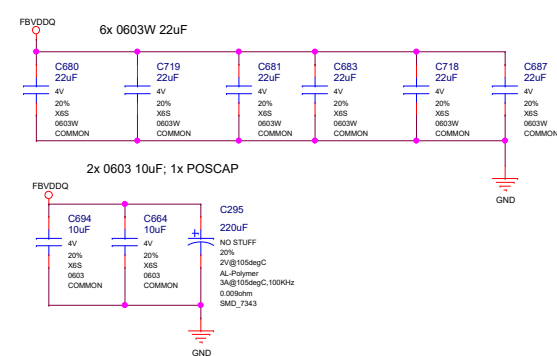 FBVDDQ
6x 0603W 22uF
C680
22uF
4V
20%
X6S
0603W
COMMON
C719
22uF
4V
20%
X6S
0603W
COMMON
C681
22uF
4V
20%
X6S
0603W
COMMON
C683
22uF
4V
20%
X6S
0603W
COMMON
C718
22uF
4V
20%
X6S
0603W
COMMON
C687
22uF
4V
20%
X6S
0603W
COMMON
GND
2x 0603 10uF; 1x POSCAP
FBVDDQ
C694
10uF
4V
20%
X6S
0603
COMMON
C664
10uF
4V
20%
X6S
0603
COMMON
C295
220uF
NO STUFF
20%
2V@105degC
AL-Polymer
3A@105degC,100KHz
0.009ohm
SMD_7343
GND